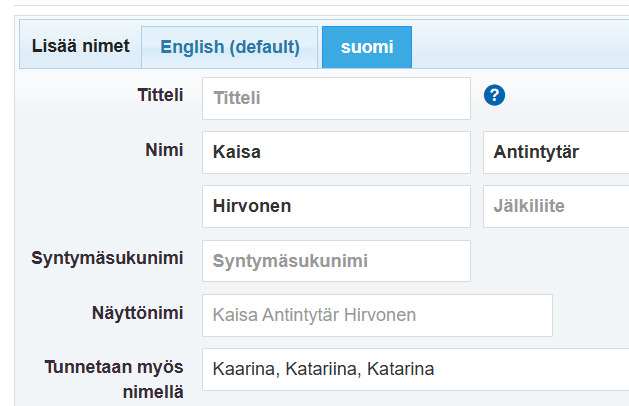 Lisää nimet English (default) suomi
Titteli Titteli ?
Nimi Kaisa Antintytär
Hirvonen Jälkiliite
Syntymäsukunimi Syntymäsukunimi
Näyttönimi Kaisa Antintytär Hirvonen
Tunnetaan myös Kaarina, Katariina, Katarina
nimellä